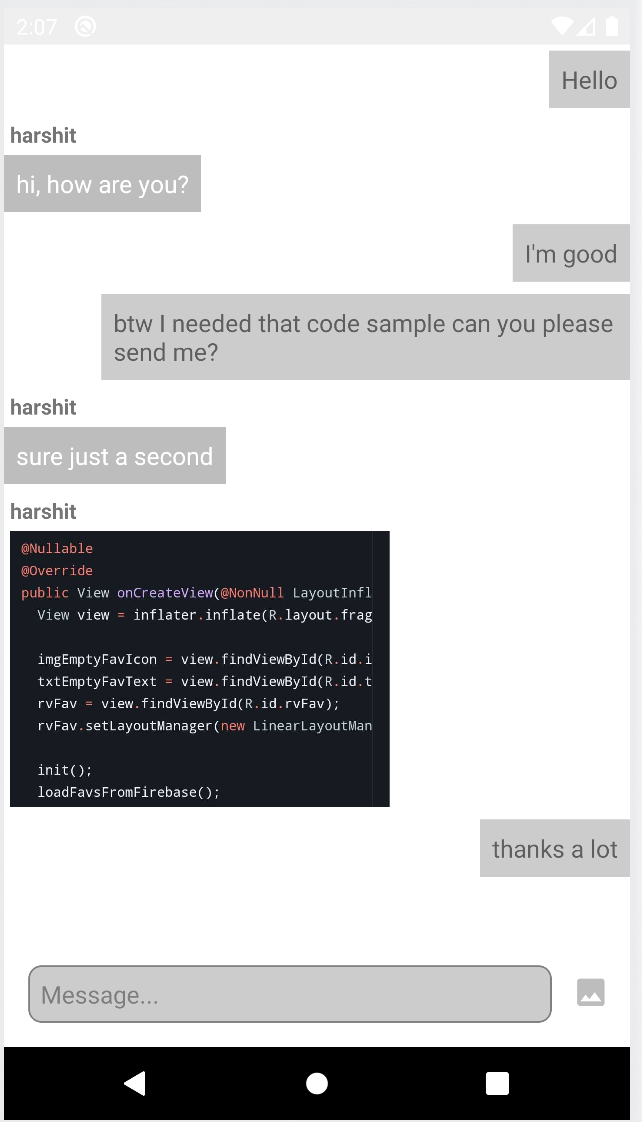 2:07
Hello
harshit
hi, how are you?
I'm good
btw I needed that code sample can you please
send me?
harshit
sure just a second
harshit
@Nullable
@Override
public View onCreateView(@NonNull LayoutInfl
View view = inflater.inflate(R.layout.frag
imgEmptyFavIcon = view.findViewById(R.id.i
txtEmptyFavText = view.findViewById(R.id.t
rvFav = view.findViewById(R.id.rvFav);
rvFav.setLayoutManager(new LinearLayoutMan
init();
loadFavsFromFirebase();
thanks a lot
Message...